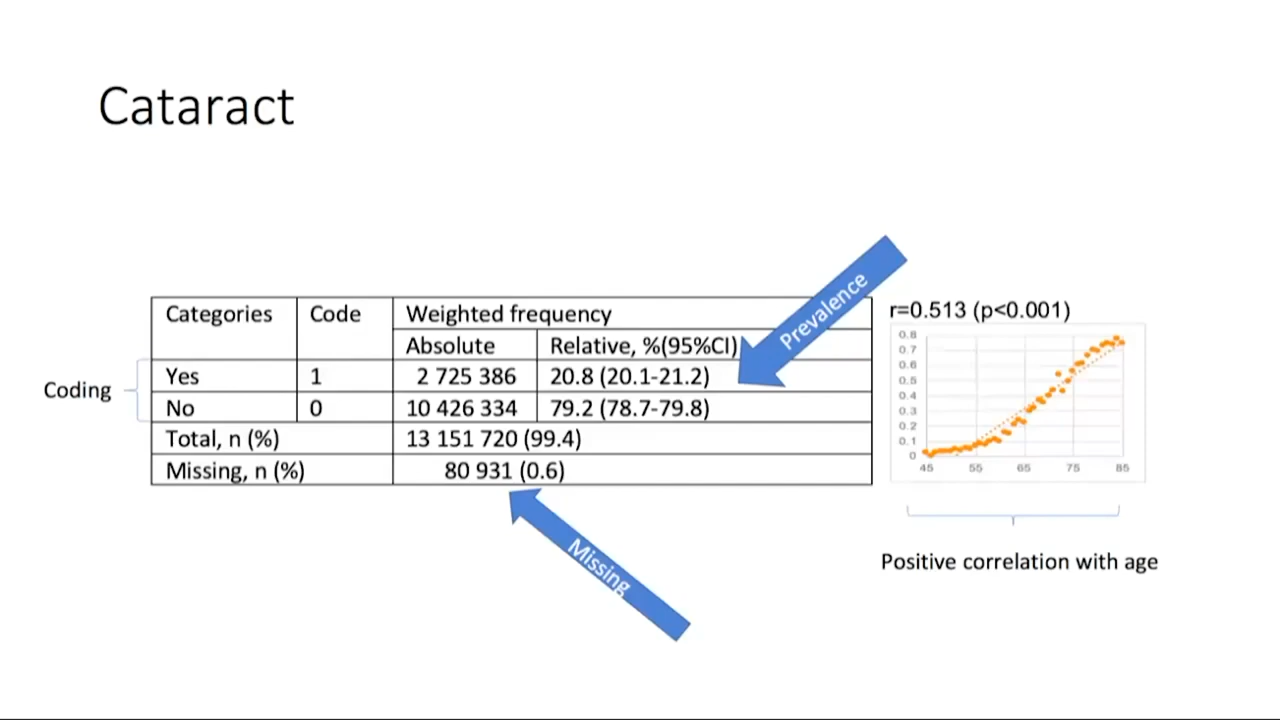 Cataract
Prevalence
Categories Code Weighted frequency
Absolute Relative, %(95%CI)
Coding
Yes 1 2 725 386 20.8 (20.1-21.2)
No 0 10 426 334 79.2 (78.7-79.8)
Total, n (%) 13 151 720 (99.4)
Missing, n (%) 80 931 (0.6)
Missing
r=0.513 (p<0.001)
0.8
0.7
0.6
0.5
0.4
0.3
0.2
0.1
0
45 55 65 75 85
Positive correlation with age